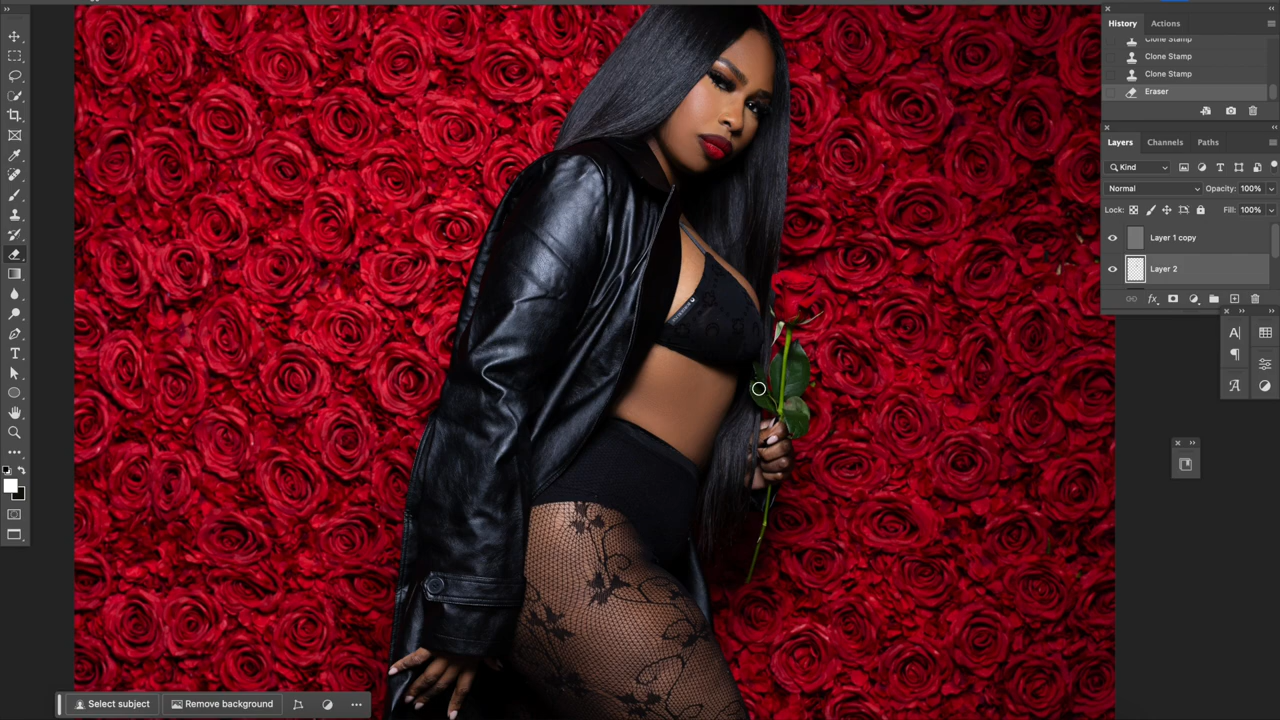 History Actions
Clone Stamp
Clone Stamp
Clone Stamp
Eraser
Layers Channels Paths
Kind
Normal Opacity: 100%
Lock: Fill: 100%
Layer 1 copy
Layer 2
fx
Select subject Remove background